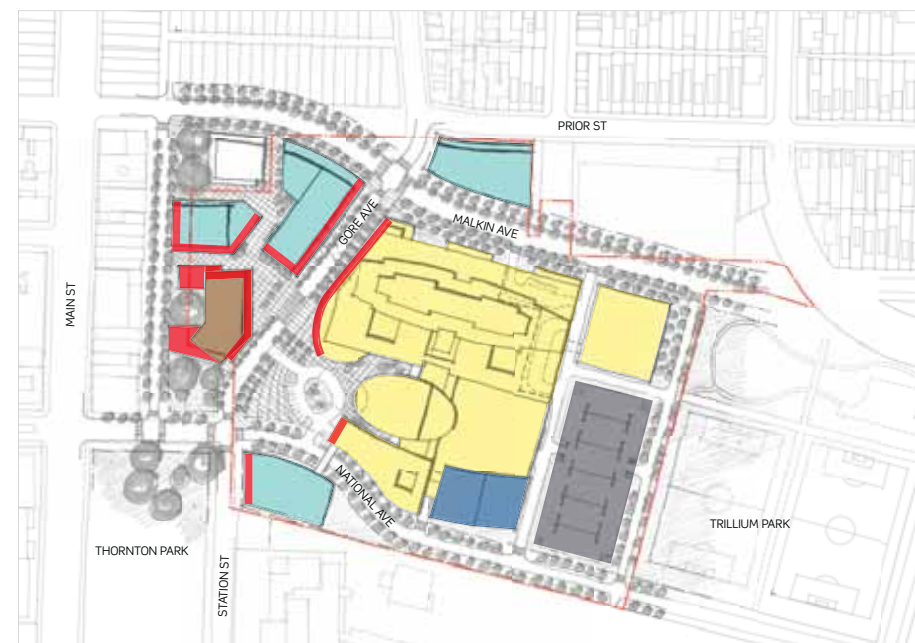 PRIOR ST
GORE AVE
MALKIN AVE
MAIN ST
NATIONAL AVE
THORNTON PARK
STATION ST
TRILLIUM PARK